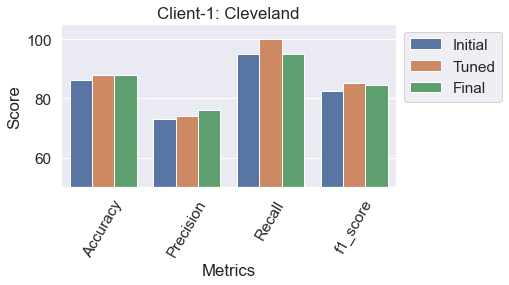 Client-1: Cleveland
Score
100
80
60
Accuracy
Precision
Recall
f1_score
Metrics
Initial
Tuned
Final